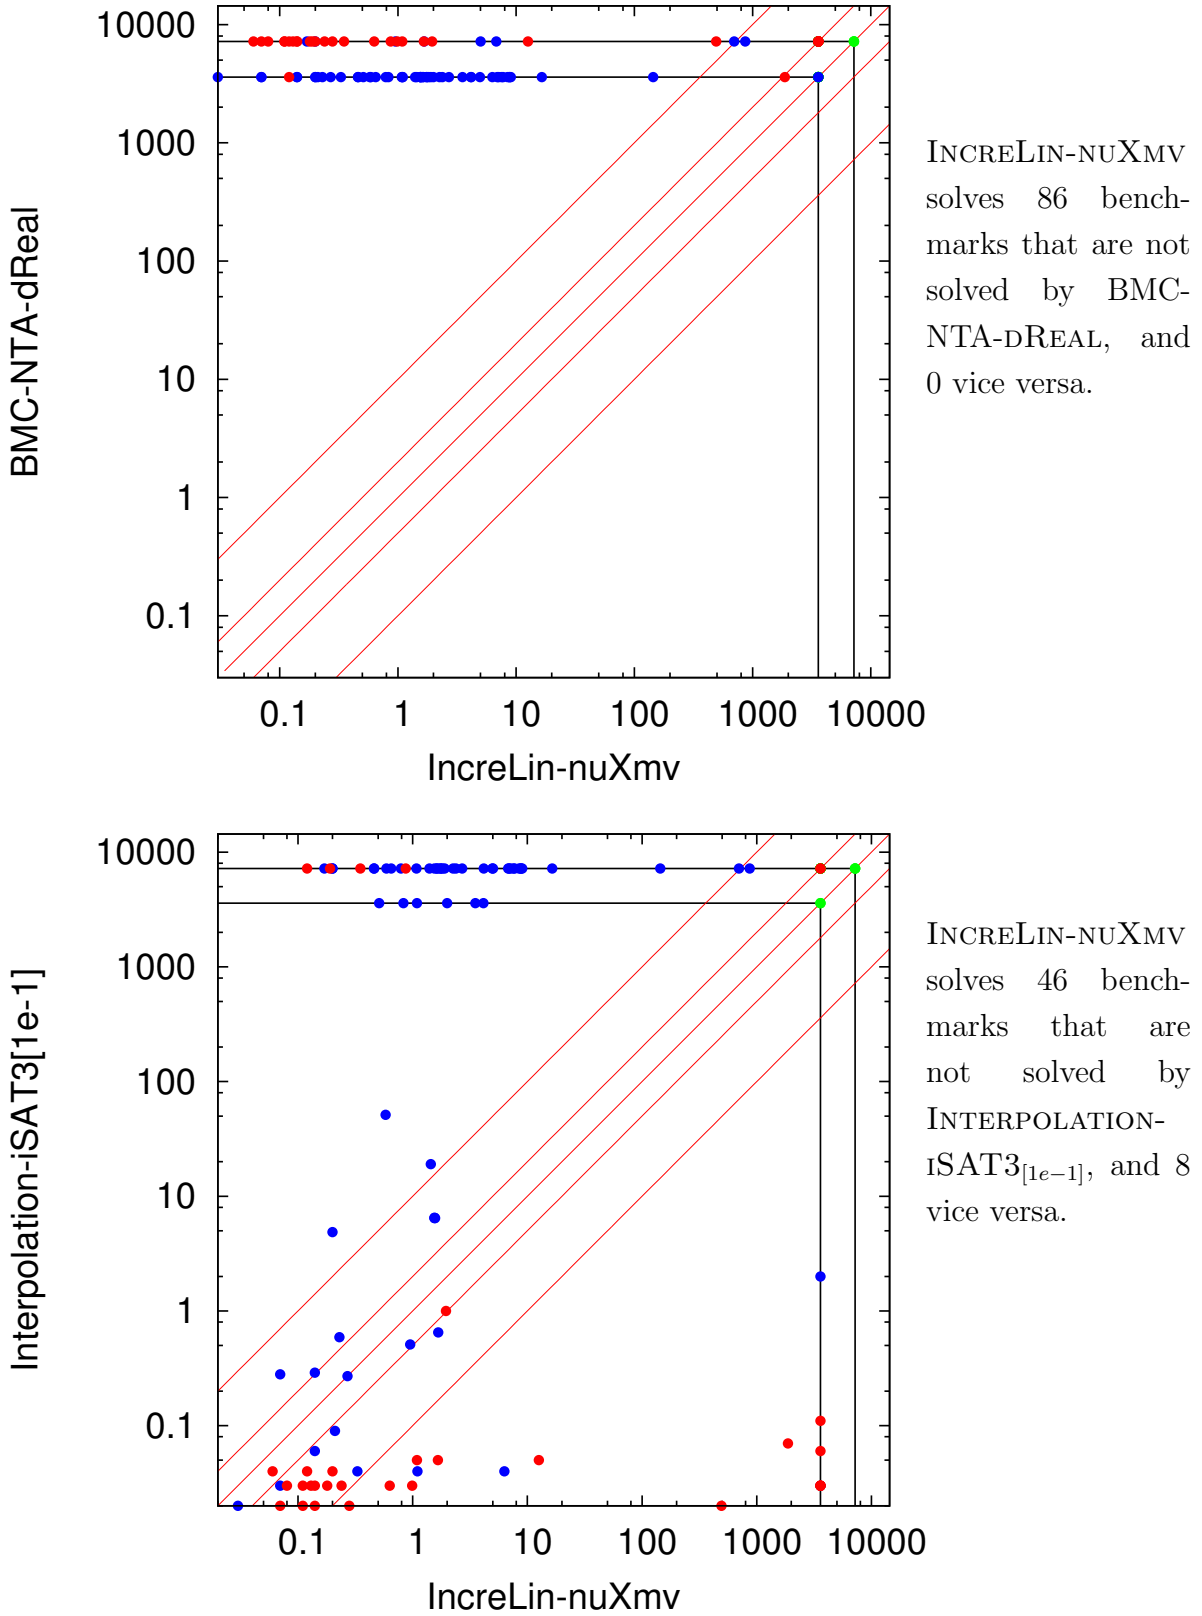 10000
1000
100
10
1
0.1
BMC-NTA-dReal
0.1 1 10 100 1000 10000
IncreLin-nuXmv
INCRELIN-NUXMV
solves 86 bench-
marks that are not
solved by BMC-
NTA-DREAL, and
0 vice versa.
10000
1000
100
10
1
0.1
Interpolation-iSAT3[1e-1]
0.1 1 10 100 1000 10000
IncreLin-nuXmv
INCRELIN-NUXMV
solves 46 bench-
marks that are
not solved by
INTERPOLATION-
ISAT3[1e−1], and 8
vice versa.